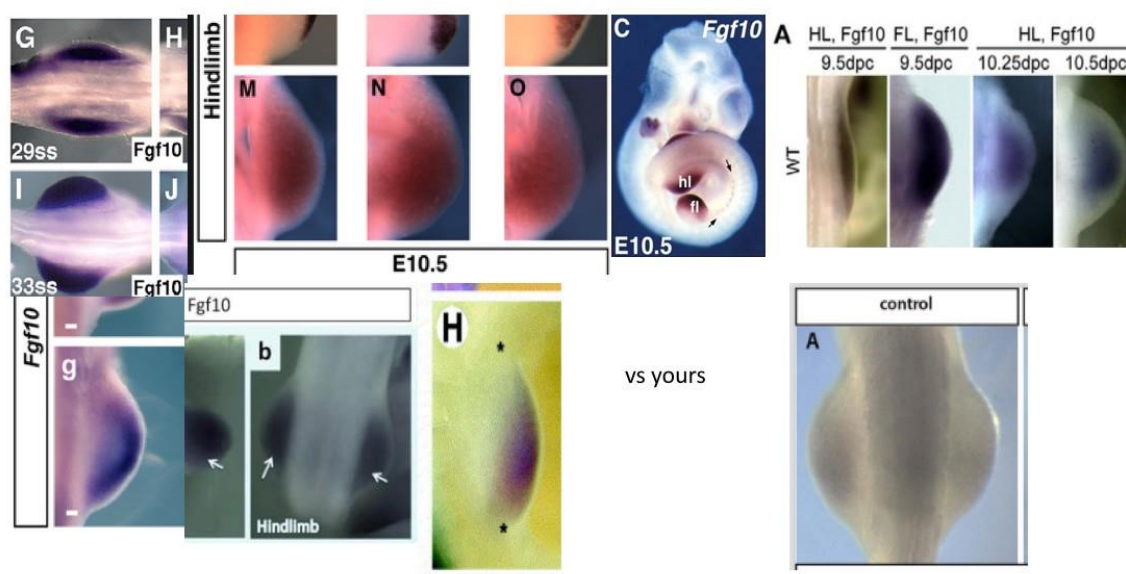 G
H
29ss
Fgf10
I
J
33ss
Fgf10
Hindlimb
M
N
O
E10.5
C
Fgf10
hl
fl
E10.5
A
HL, Fgf10
FL, Fgf10
HL, Fgf10
9.5dpc
9.5dpc
10.25dpc
10.5dpc
WT
Fgf10
g
Fgf10
b
Hindlimb
H
*
*
vs yours
control
A